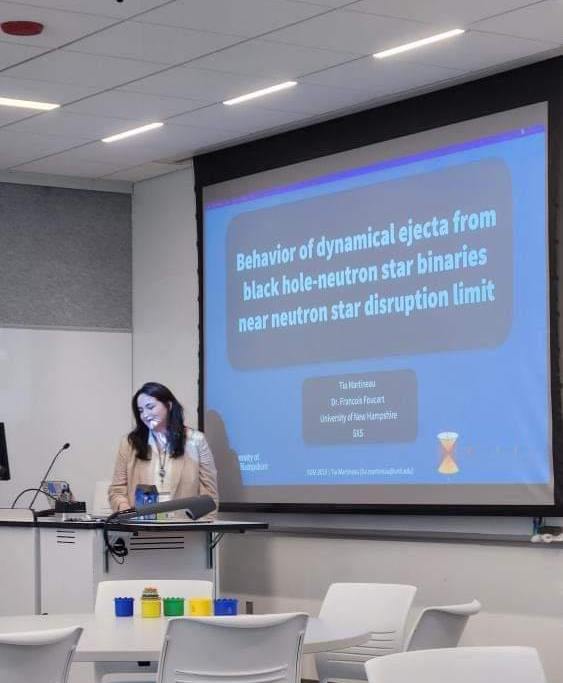 Behavior of dynamical ejecta from
black hole-neutron star binaries
near neutron star disruption limit
Tia Martineau
Dr. Francois Foucart
University of New Hampshire
SXS